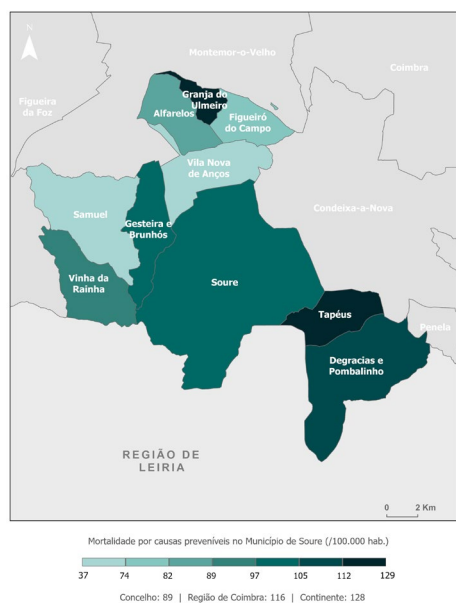 N
Montemor-o-Velho
Coimbra
Figueira
da Foz
Granja do
Ulmeiro
Alfarelos
Figueiró
do Campo
Vila Nova
de Anços
Condeixa-a-Nova
Samuel
Gesteira e
Brunhós
Vinha da
Rainha
Soure
Tapéus
Penela
Degracias e
Pombalinho
REGIÃO DE
LEIRIA
0 2 Km
Mortalidade por causas preveníveis no Município de Soure (/100.000 hab.)
37 74 82 89 97 105 112 129
Concelho: 89 | Região de Coimbra: 116 | Continente: 128